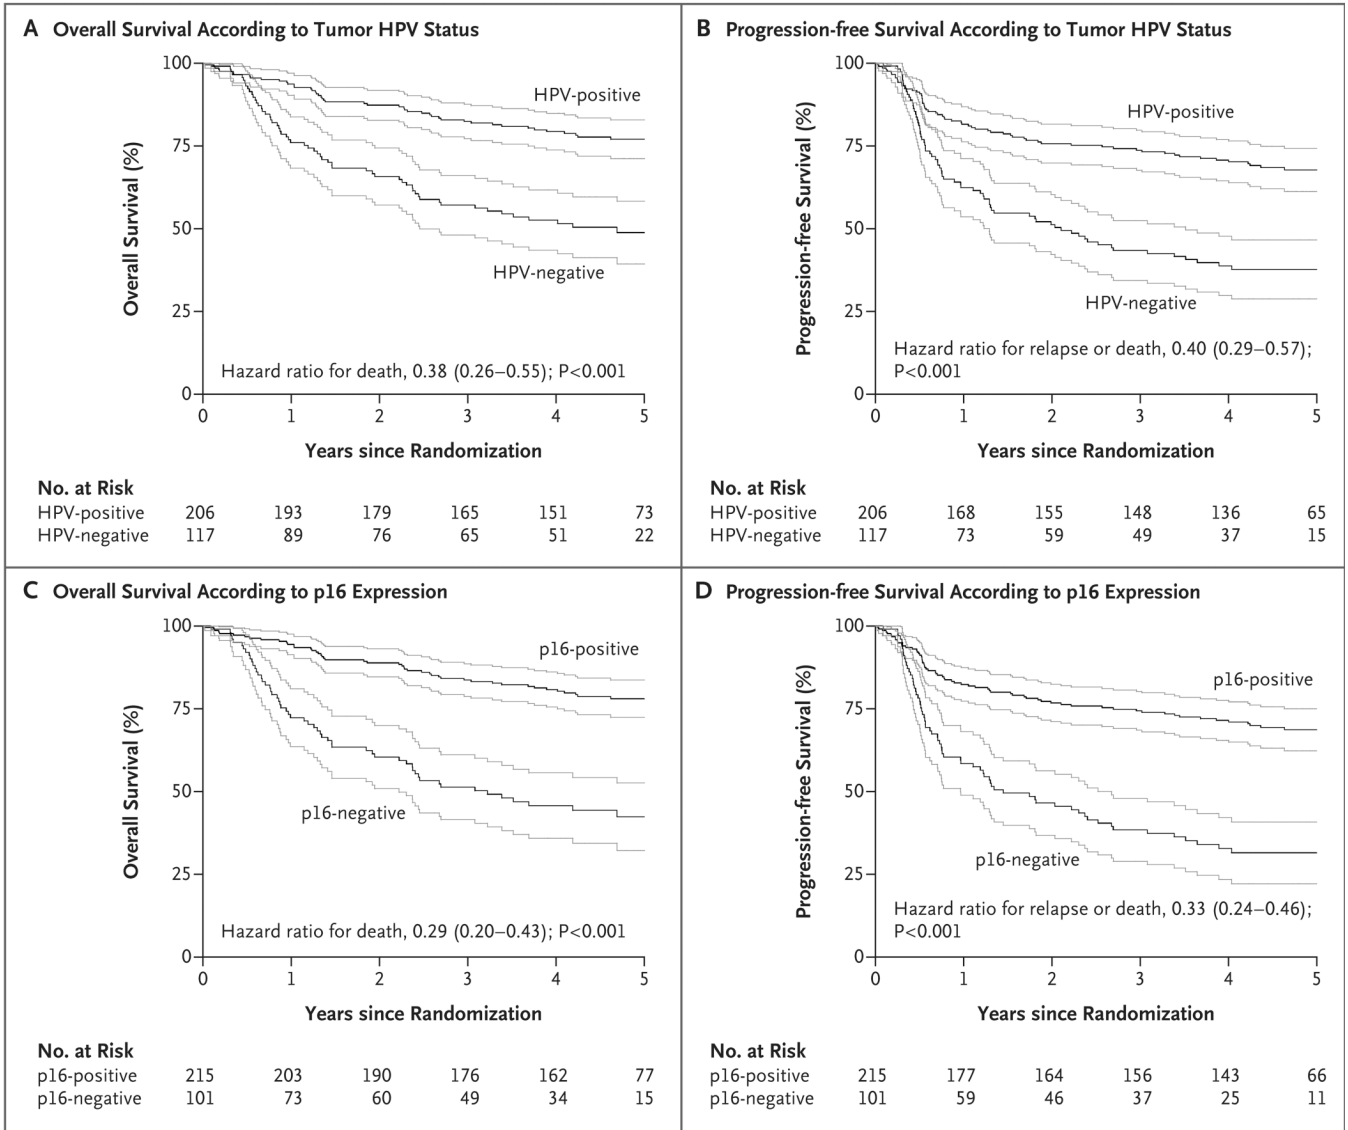 A Overall Survival According to Tumor HPV Status
100
75
50
25
0
Overall Survival (%)
HPV-positive
HPV-negative
Hazard ratio for death, 0.38 (0.26–0.55); P<0.001
0 1 2 3 4 5
Years since Randomization
No. at Risk
HPV-positive 206 193 179 165 151 73
HPV-negative 117 89 76 65 51 22
B Progression-free Survival According to Tumor HPV Status
100
75
50
25
0
Progression-free Survival (%)
HPV-positive
HPV-negative
Hazard ratio for relapse or death, 0.40 (0.29–0.57);
P<0.001
0 1 2 3 4 5
Years since Randomization
No. at Risk
HPV-positive 206 168 155 148 136 65
HPV-negative 117 73 59 49 37 15
C Overall Survival According to p16 Expression
100
75
50
25
0
Overall Survival (%)
p16-positive
p16-negative
Hazard ratio for death, 0.29 (0.20–0.43); P<0.001
0 1 2 3 4 5
Years since Randomization
No. at Risk
p16-positive 215 203 190 176 162 77
p16-negative 101 73 60 49 34 15
D Progression-free Survival According to p16 Expression
100
75
50
25
0
Progression-free Survival (%)
p16-positive
p16-negative
Hazard ratio for relapse or death, 0.33 (0.24–0.46);
P<0.001
0 1 2 3 4 5
Years since Randomization
No. at Risk
p16-positive 215 177 164 156 143 66
p16-negative 101 59 46 37 25 11